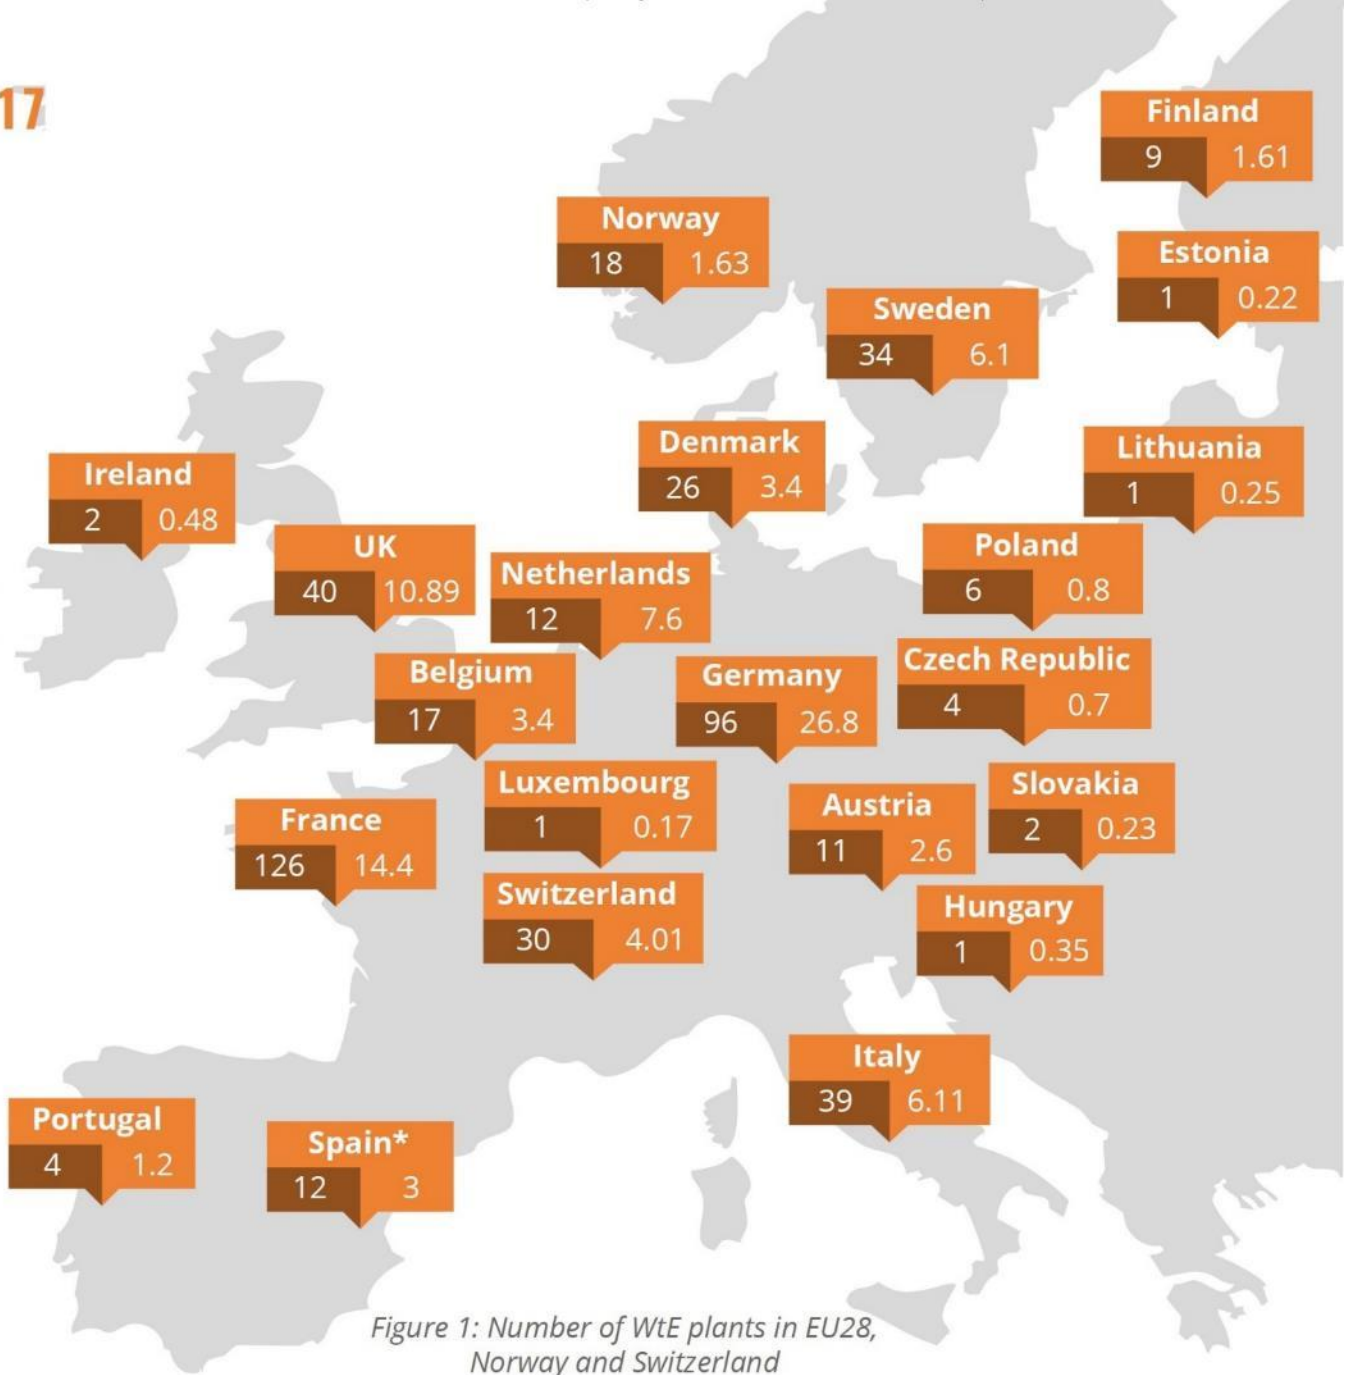 17
Finland
9 1.61
Norway
18 1.63
Estonia
1 0.22
Sweden
34 6.1
Denmark
26 3.4
Lithuania
1 0.25
Ireland
2 0.48
UK
40 10.89
Netherlands
12 7.6
Poland
6 0.8
Belgium
17 3.4
Germany
96 26.8
Czech Republic
4 0.7
Luxembourg
1 0.17
Austria
11 2.6
Slovakia
2 0.23
France
126 14.4
Switzerland
30 4.01
Hungary
1 0.35
Italy
39 6.11
Portugal
4 1.2
Spain*
12 3
Figure 1: Number of WtE plants in EU28,
Norway and Switzerland